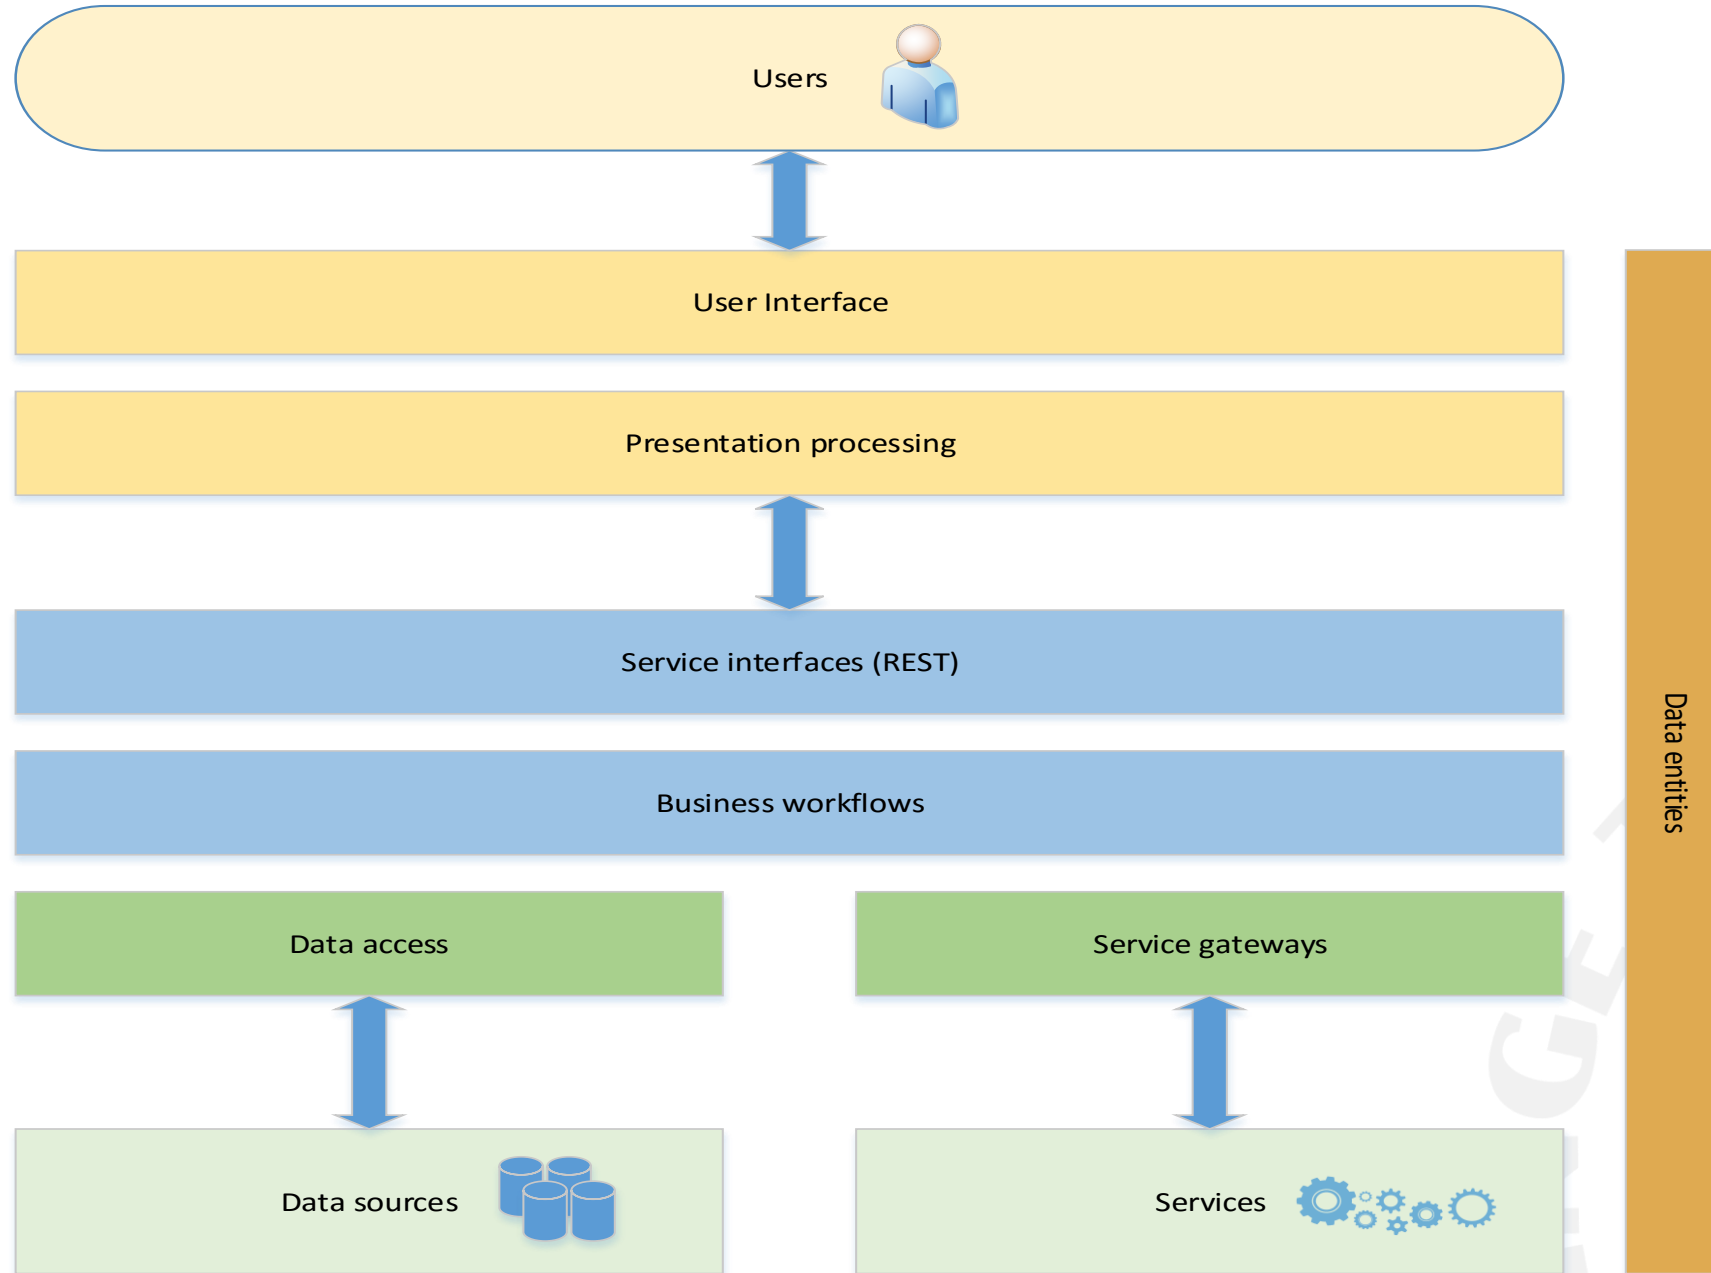 Users
User Interface
Presentation processing
Service interfaces (REST)
Business workflows
Data access
Service gateways
Data sources
Services
Data entities